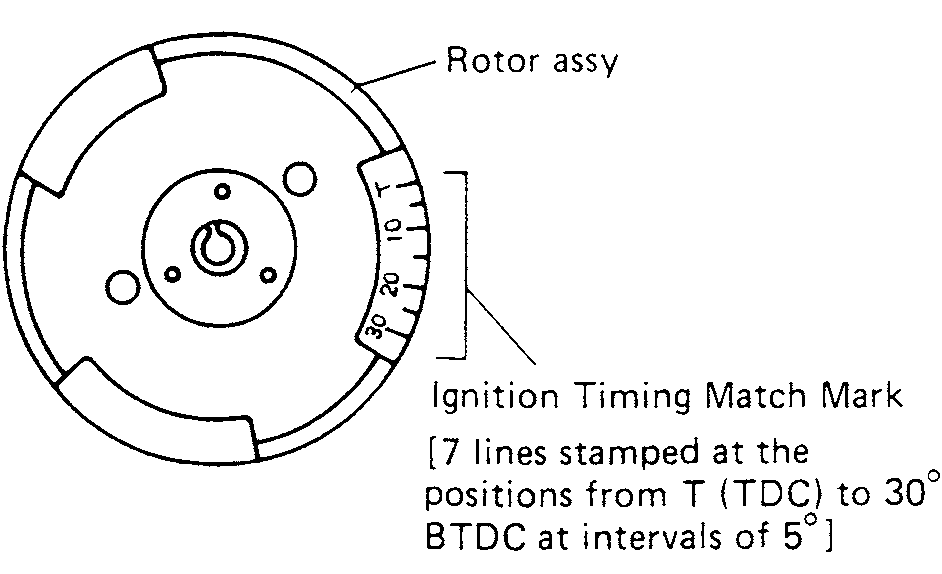 Rotor assy
T
10
20
30
Ignition Timing Match Mark
[7 lines stamped at the
positions from T (TDC) to 30°
BTDC at intervals of 5°]